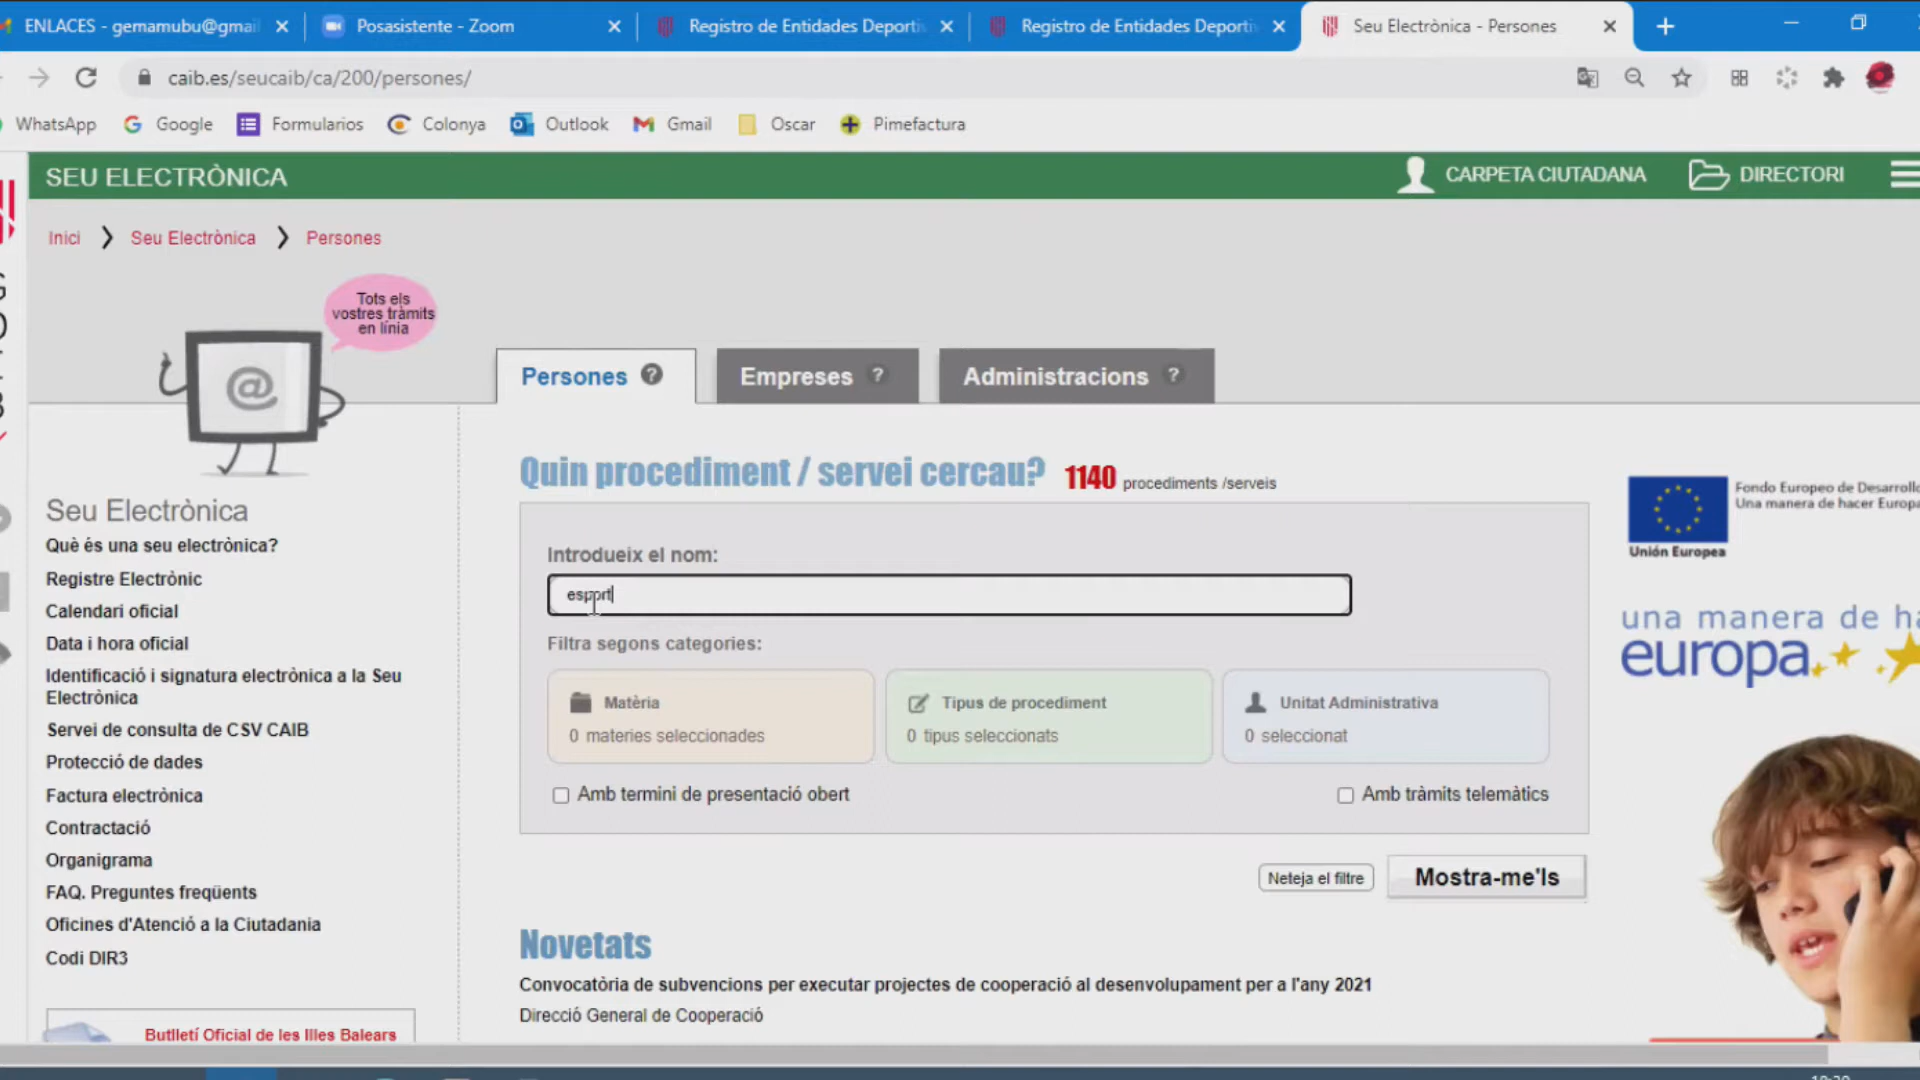 ENLACES - gemamubu@gmai
Posasistente - Zoom
Registro de Entidades Deporti
Registro de Entidades Deporti
Seu Electrònica - Persones
caib.es/seucaib/ca/200/persones/
WhatsApp
Google
Formularios
Colonya
Outlook
Gmail
Oscar
Pimefactura
SEU ELECTRÒNICA
CARPETA CIUTADANA
DIRECTORI
Inici
Seu Electrònica
Persones
Tots els
vostres tràmits
en línia
@
Persones ?
Empreses ?
Administracions ?
Quin procediment / servei cercau? 1140 procediments /serveis
Introdueix el nom:
esport
Filtra segons categories:
Matèria
0 materies seleccionades
Tipus de procediment
0 tipus seleccionats
Unitat Administrativa
0 seleccionat
Amb termini de presentació obert
Amb tràmits telemàtics
Neteja el filtre
Mostra-me'ls
Novetats
Convocatòria de subvencions per executar projectes de cooperació al desenvolupament per a l'any 2021
Direcció General de Cooperació
Seu Electrònica
Què és una seu electrònica?
Registre Electrònic
Calendari oficial
Data i hora oficial
Identificació i signatura electrònica a la Seu
Electrònica
Servei de consulta de CSV CAIB
Protecció de dades
Factura electrònica
Contractació
Organigrama
FAQ. Preguntes freqüents
Oficines d'Atenció a la Ciutadania
Codi DIR3
Butlletí Oficial de les Illes Balears
Fondo Europeo de Desarrollo
Una manera de hacer Europa
Unión Europea
una manera de ha
europa